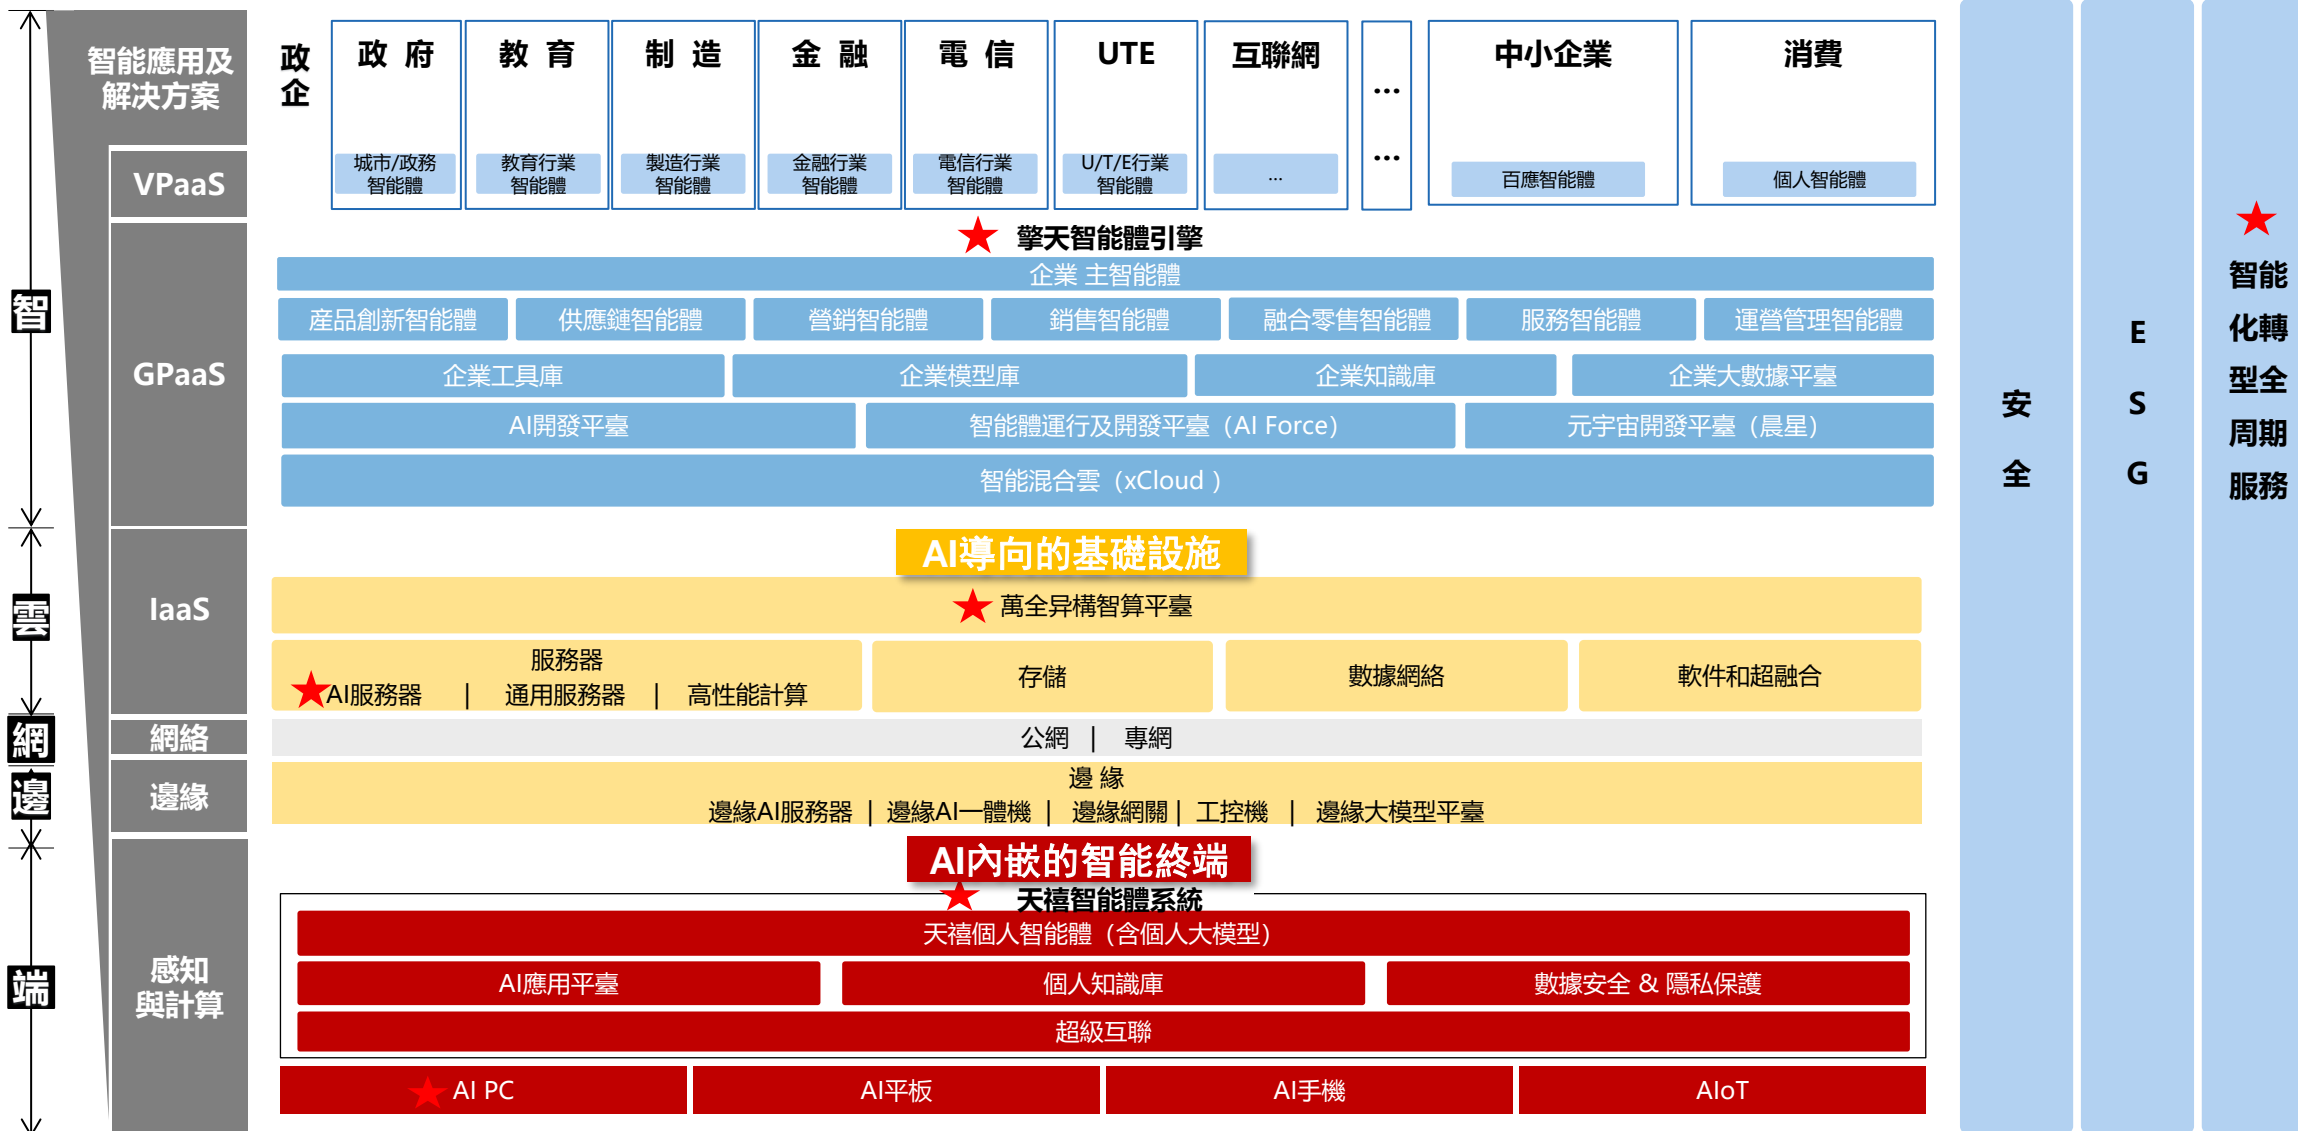 智能應用及
解决方案
VPaaS
GPaaS
IaaS
網絡
邊緣
感知
與計算
智
雲
網
邊
端
政
企
政 府
城市/政務
智能體
教 育
教育行業
智能體
制 造
製造行業
智能體
金 融
金融行業
智能體
電 信
電信行業
智能體
UTE
U/T/E行業
智能體
互聯網
...
...
...
中小企業
百應智能體
消費
個人智能體
擎天智能體引擎
企業 主智能體
産品創新智能體
供應鏈智能體
營銷智能體
銷售智能體
融合零售智能體
服務智能體
運營管理智能體
企業工具庫
企業模型庫
企業知識庫
企業大數據平臺
AI開發平臺
智能體運行及開發平臺（AI Force）
元宇宙開發平臺（晨星）
智能混合雲（xCloud ）
AI導向的基礎設施
萬全异構智算平臺
服務器
AI服務器 | 通用服務器 | 高性能計算
存儲
數據網絡
軟件和超融合
公網 | 專網
邊 緣
邊緣AI服務器 | 邊緣AI一體機 | 邊緣網關 | 工控機 | 邊緣大模型平臺
AI內嵌的智能終端
天禧智能體系統
天禧個人智能體（含個人大模型）
AI應用平臺
個人知識庫
數據安全 & 隱私保護
超級互聯
AI PC
AI平板
AI手機
AIoT
安
全
E
S
G
智能
化轉
型全
周期
服務